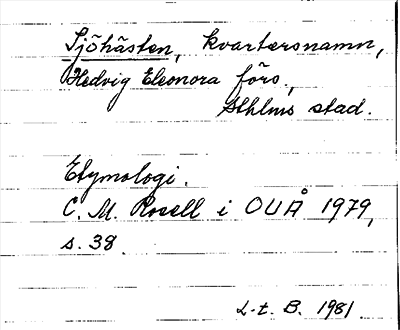 Sjöhästen, kvartersnamn,
Hedvig Eleonora förs.,
Sthlms stad.
Etymologi.
C. M. Rosell i OUÅ 1979,
s. 38
L-t. B. 1981